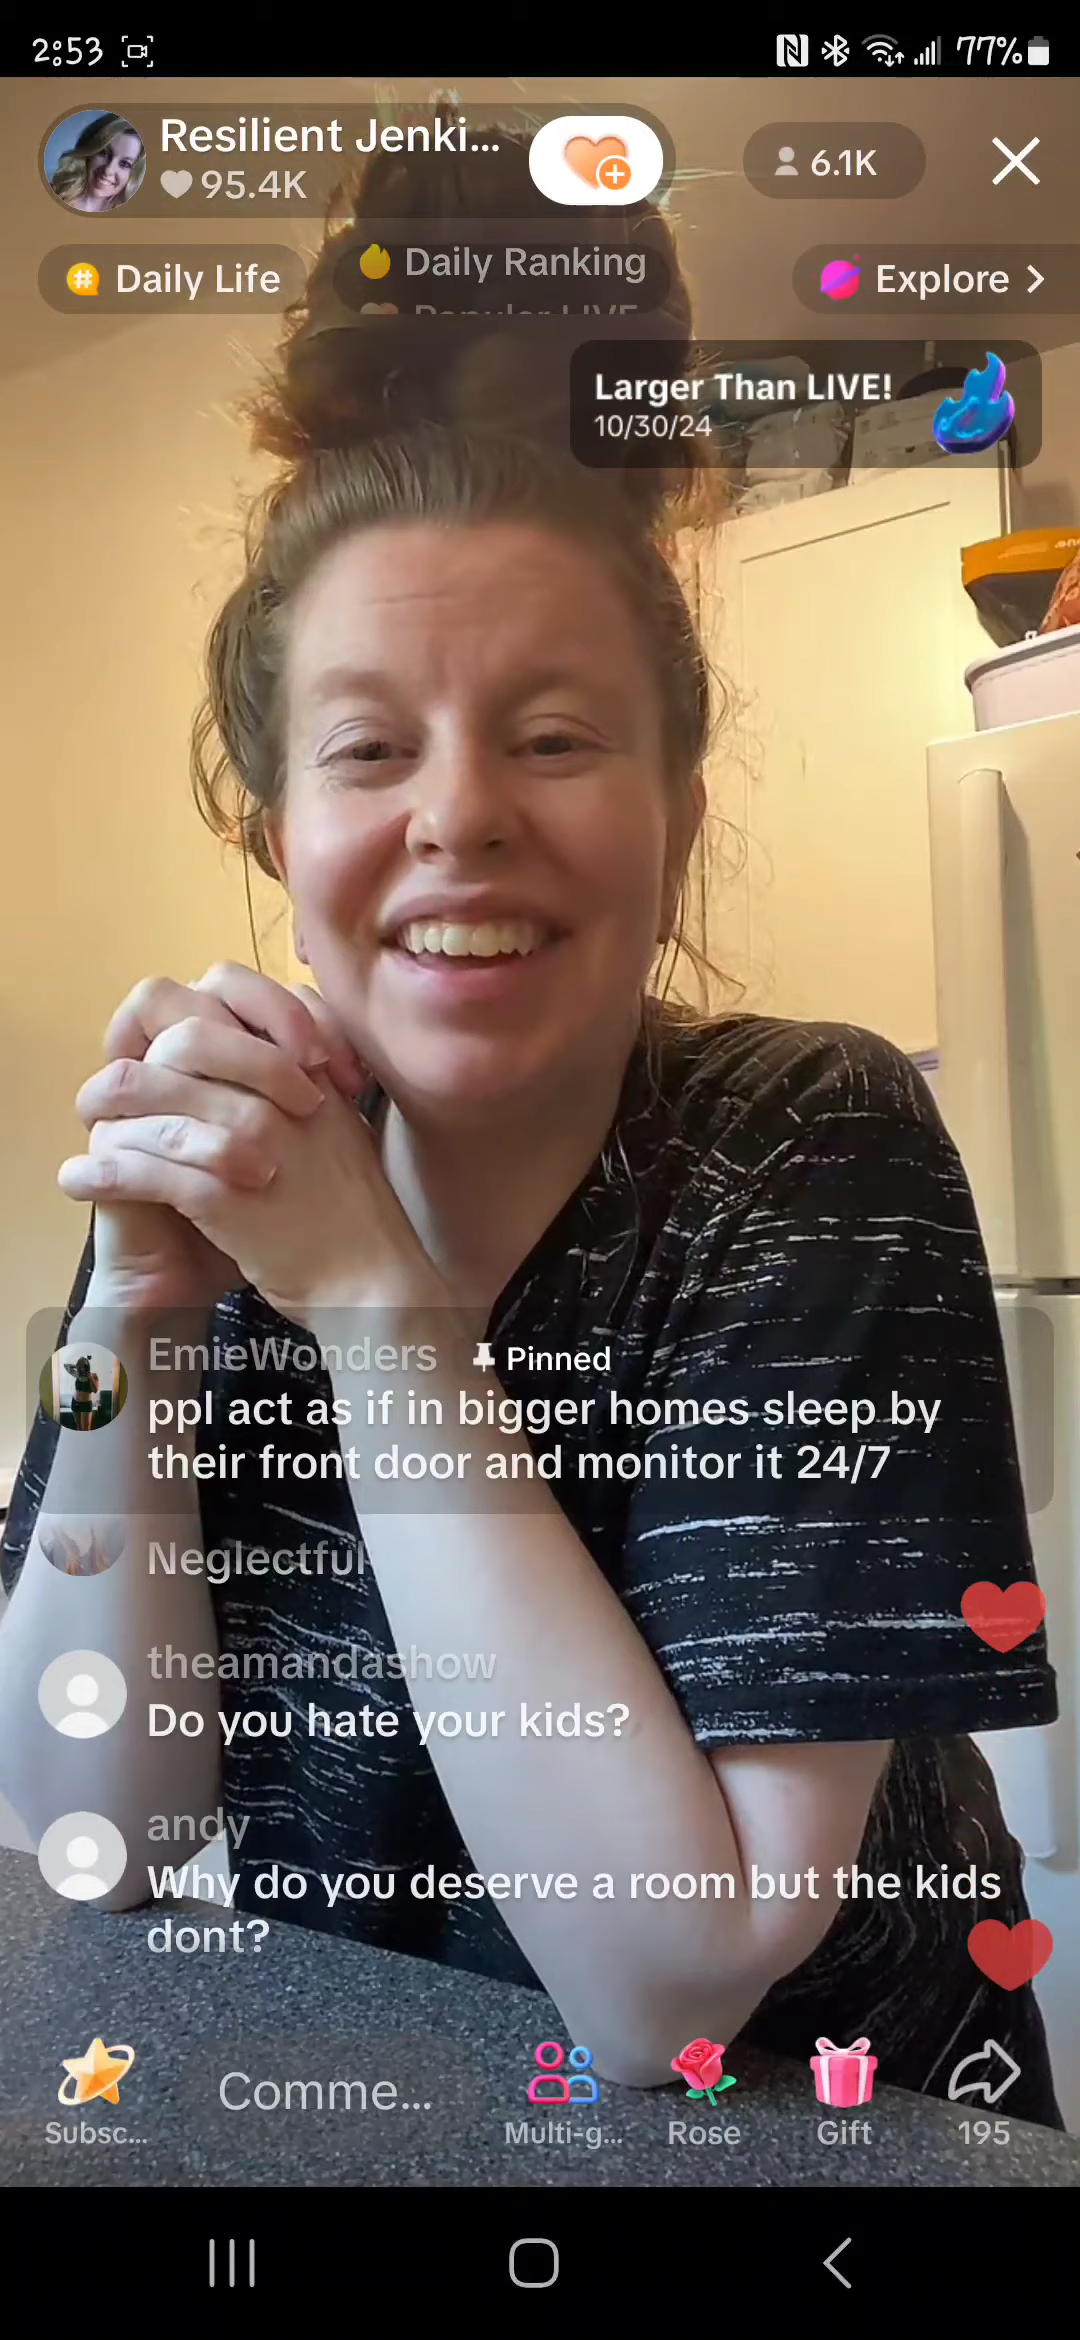 2:53
77%
Resilient Jenki...
95.4K
6.1K
Daily Life
Daily Ranking
Popular LIVE
Explore >
Larger Than LIVE!
10/30/24
EmieWonders Pinned
ppl act as if in bigger homes sleep by
their front door and monitor it 24/7
Neglectful
theamandashow
Do you hate your kids?
andy
Why do you deserve a room but the kids
dont?
Subsc...
Comme...
Multi-g...
Rose
Gift
195